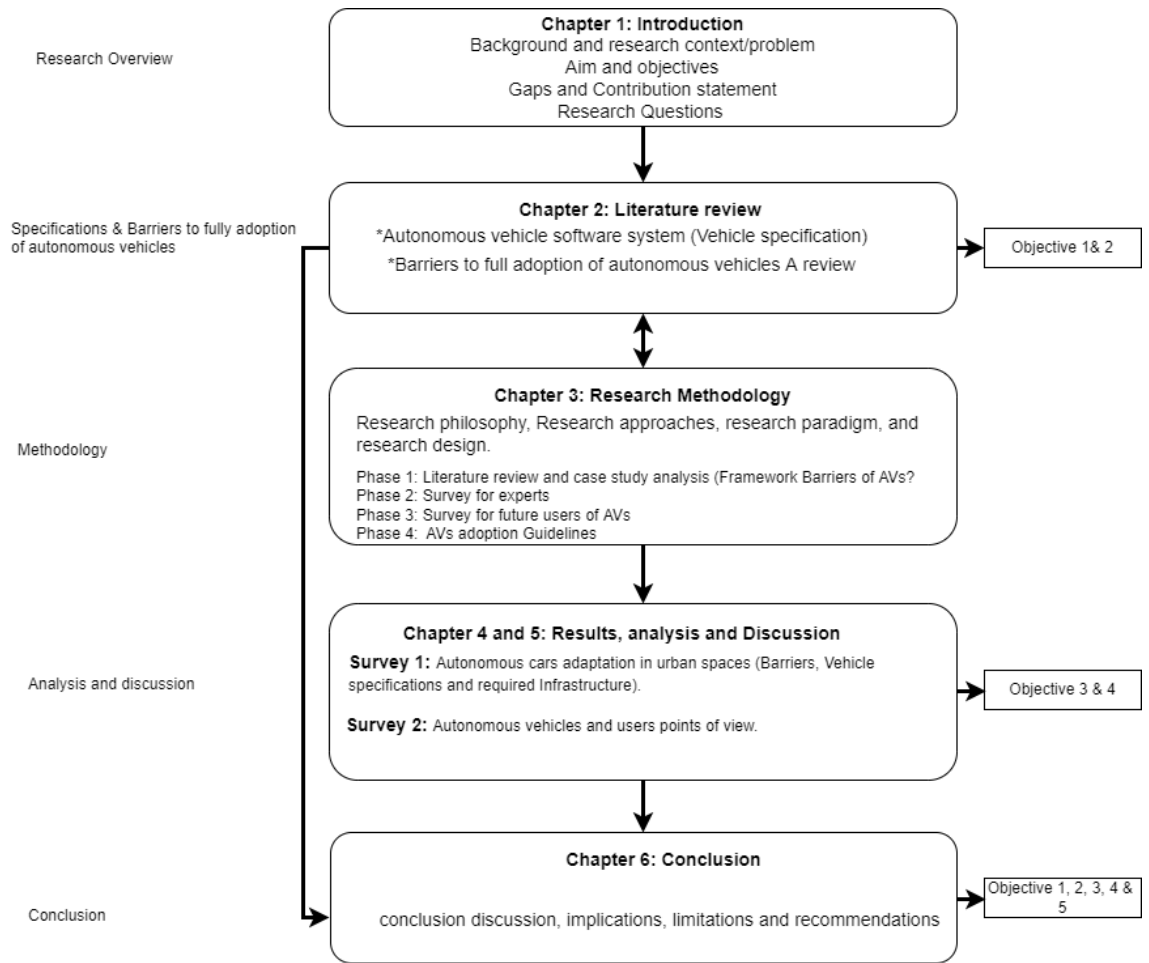 Chapter 1: Introduction
Background and research context/problem
Research Overview
Aim and objectives
Gaps and Contribution statement
Research Questions
Chapter 2: Literature review
Specifications & Barriers to fully adoption
of autonomous vehicles
*Autonomous vehicle software system (Vehicle specification)
*Barriers to full adoption of autonomous vehicles A review
Objective 1& 2
Chapter 3: Research Methodology
Research philosophy, Research approaches, research paradigm, and
research design.
Methodology
Phase 1: Literature review and case study analysis (Framework Barriers of AVs?
Phase 2: Survey for experts
Phase 3: Survey for future users of AVs
Phase 4: AVs adoption Guidelines
Chapter 4 and 5: Results, analysis and Discussion
Survey 1: Autonomous cars adaptation in urban spaces (Barriers, Vehicle
specifications and required Infrastructure).
Analysis and discussion
Objective 3 & 4
Survey 2: Autonomous vehicles and users points of view.
Chapter 6: Conclusion
Conclusion
conclusion discussion, implications, limitations and recommendations
Objective 1, 2, 3, 4 &
5